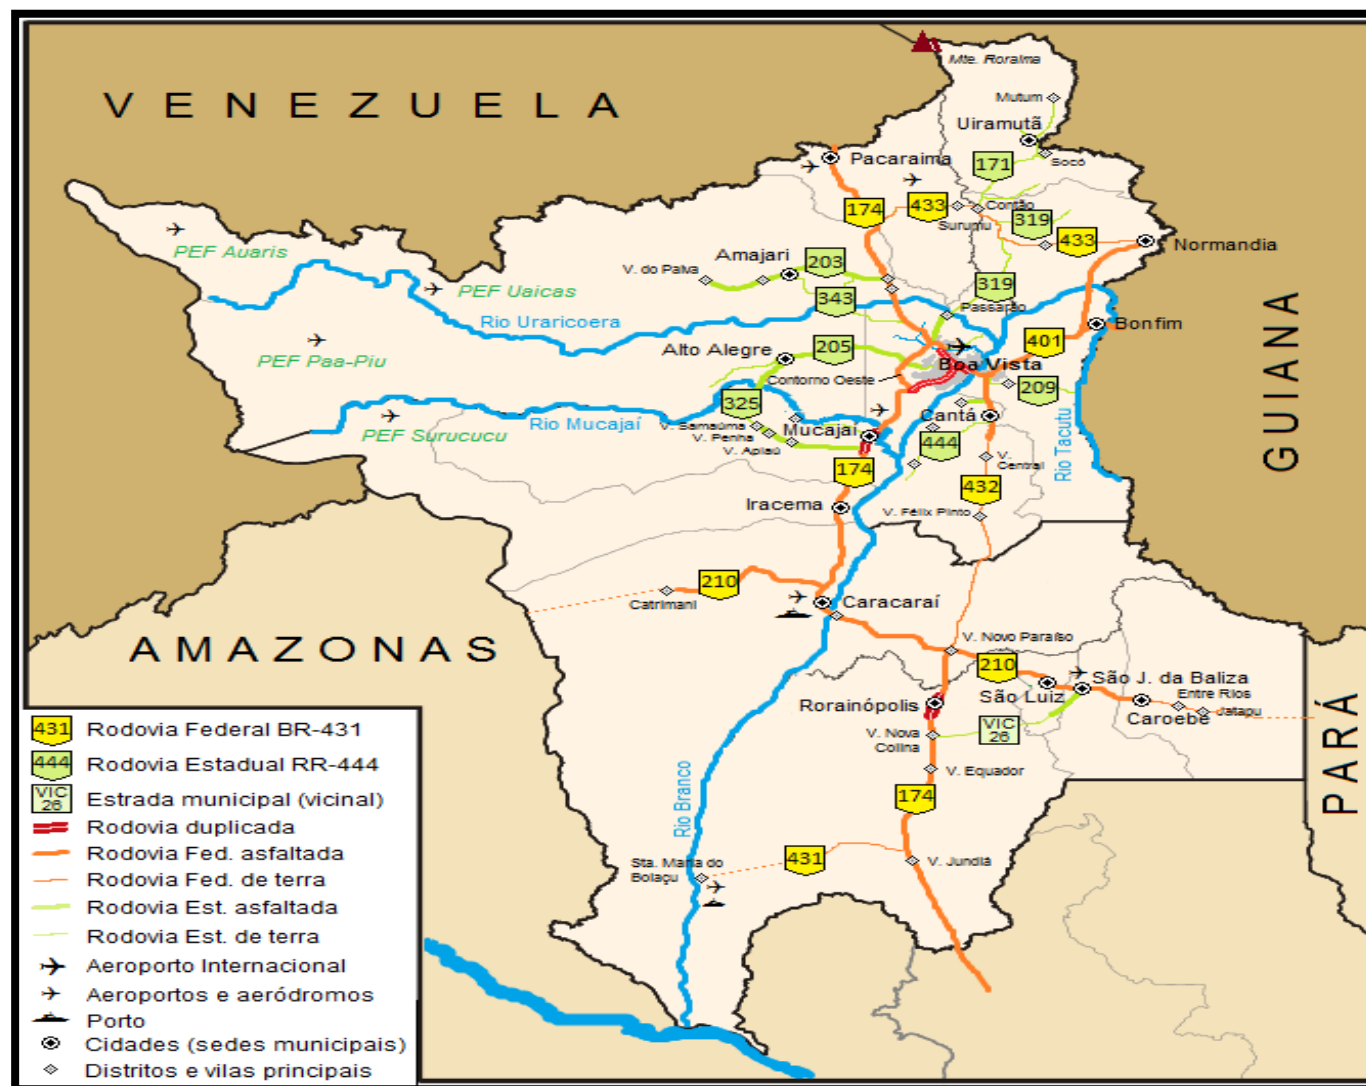 Mte. Roraima
VENEZUELA
Mutum
Uiramutã
Socó
Pacaraima
171
174
433
Contão
Surumu
319
433
Normandia
PEF Auaris
Amajari
203
V. do Paiva
PEF Uaicas
343
319
Passarão
Rio Uraricoera
Bonfim
GUIANA
PEF Paa-Piu
Alto Alegre
205
401
Boa Vista
Contorno Oeste
209
325
Cantá
Rio Mucajaí
V. Samaúma
Mucajaí
PEF Surucucu
V. Penha
V. Apiaú
444
V.
Central
Rio Tacutu
174
432
Iracema
V. Félix Pinto
210
Catrimani
Caracaraí
AMAZONAS
V. Novo Paraíso
210
São J. da Baliza
São Luiz
Entre Rios
Jatapu
Caroebe
Rorainópolis
PARÁ
V. Nova
Colina
VIC
26
V. Equador
174
Rio Branco
431
Sta. Maria do
Boiaçu
V. Jundiá
431 Rodovia Federal BR-431
444 Rodovia Estadual RR-444
VIC
26 Estrada municipal (vicinal)
Rodovia duplicada
Rodovia Fed. asfaltada
Rodovia Fed. de terra
Rodovia Est. asfaltada
Rodovia Est. de terra
Aeroporto Internacional
Aeroportos e aeródromos
Porto
Cidades (sedes municipais)
Distritos e vilas principais